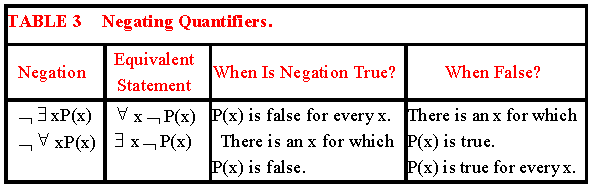 TABLE 3 Negating Quantifiers.
Negation
Equivalent
Statement
When Is Negation True?
When False?
¬ ∃ xP(x)
¬ ∀ xP(x)
∀ x ¬ P(x)
∃ x ¬ P(x)
P(x) is false for every x.
There is an x for which
P(x) is false.
There is an x for which
P(x) is true.
P(x) is true for every x.